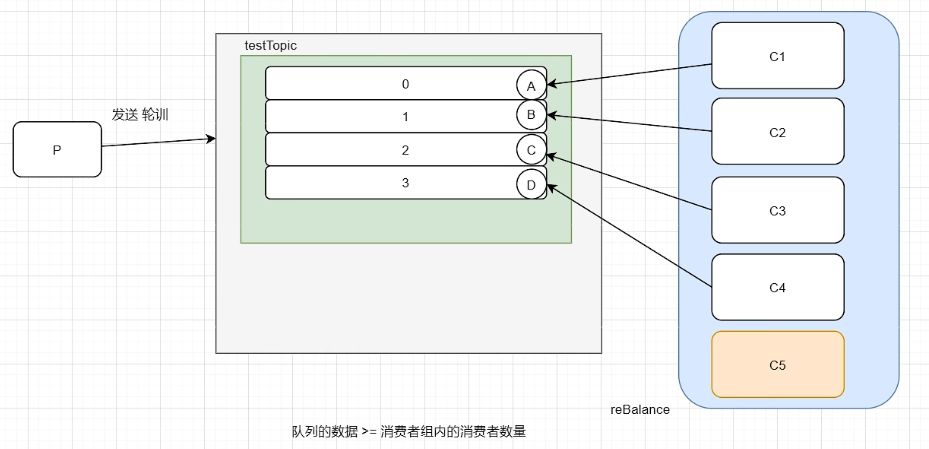 testTopic
C1
0
A
发送 轮训
1
B
C2
P
2
C
3
D
C3
C4
C5
reBalance
队列的数据 >= 消费者组内的消费者数量